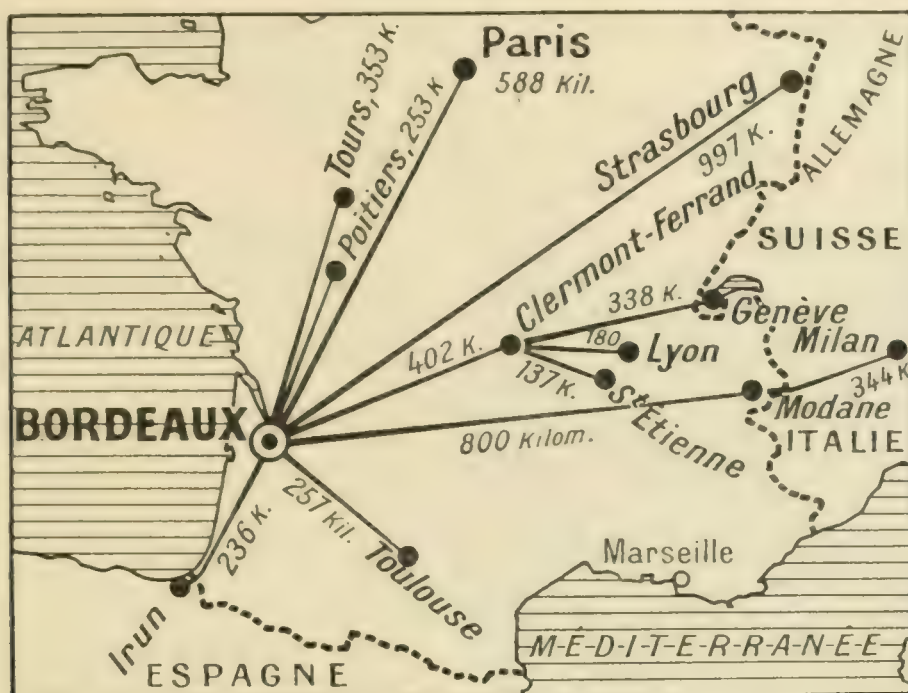 Paris
588 Kil.
Tours, 353 K.
Poitiers, 253 K
Strasbourg
997 K.
ALLEMAGNE
Clermont-Ferrand
SUISSE
338 K.
Genève
ATLANTIQUE
402 K.
180
Lyon
Milan
137 K.
344 K
St Etienne
Modane
BORDEAUX
800 Kilom.
ITALIE
236 K.
257 Kil.
Toulouse
Marseille
Irun
ESPAGNE
MÉDITERRANÉE